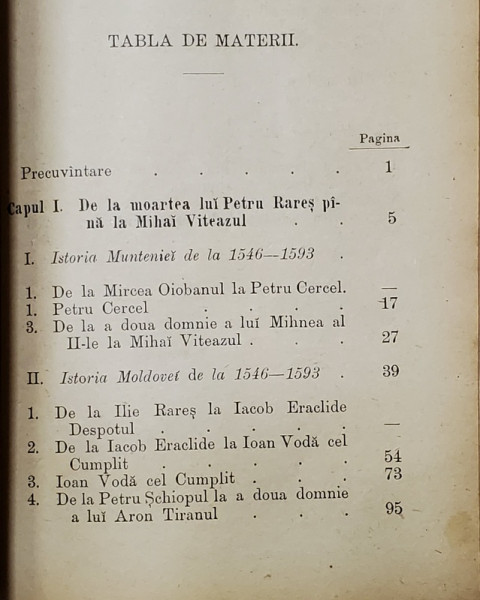 TABLA DE MATERII.
Pagina
Precuvintare . . . . . 1
Capul I. De la moartea luĭ Petru Rareș pî-
nă la Mihaĭ Viteazul . . 5
I. Istoria Muntenieĭ de la 1546—1593 .
1. De la Mircea Oiobanul la Petru Cercel. —
1. Petru Cercel . . . . 17
3. De la a doua domnie a luĭ Mihnea al
II-le la Mihaĭ Viteazul . . . 27
II. Istoria Moldoveĭ de la 1546—1593 . 39
1. De la Ilie Rareș la Iacob Eraclide
Despotul . . . . . —
2. De la Iacob Eraclide la Ioan Vodă cel
Cumplit . . . . . 54
3. Ioan Vodă cel Cumplit . . . 73
4. De la Petru Șchiopul la a doua domnie
a luĭ Aron Tiranul . . . 95